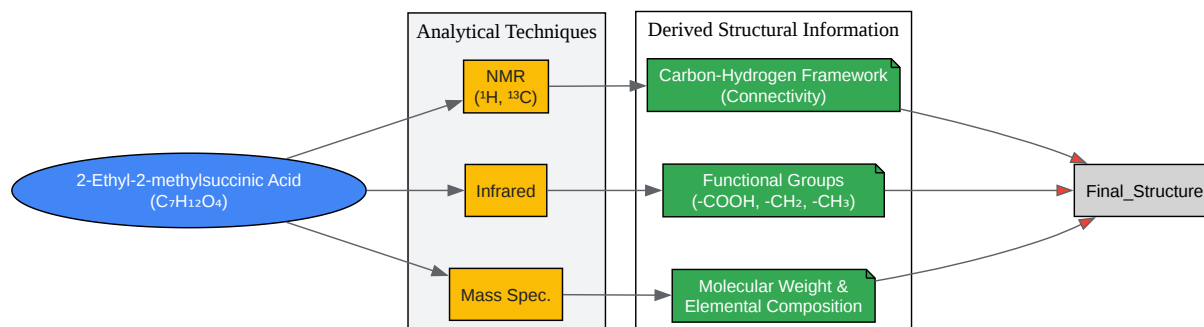 Analytical Techniques
Derived Structural Information
NMR
(¹H, ¹³C)
Carbon-Hydrogen Framework
(Connectivity)
2-Ethyl-2-methylsuccinic Acid
(C₇H₁₂O₄)
Infrared
Functional Groups
(-COOH, -CH₂, -CH₃)
Final_Structure
Mass Spec.
Molecular Weight &
Elemental Composition